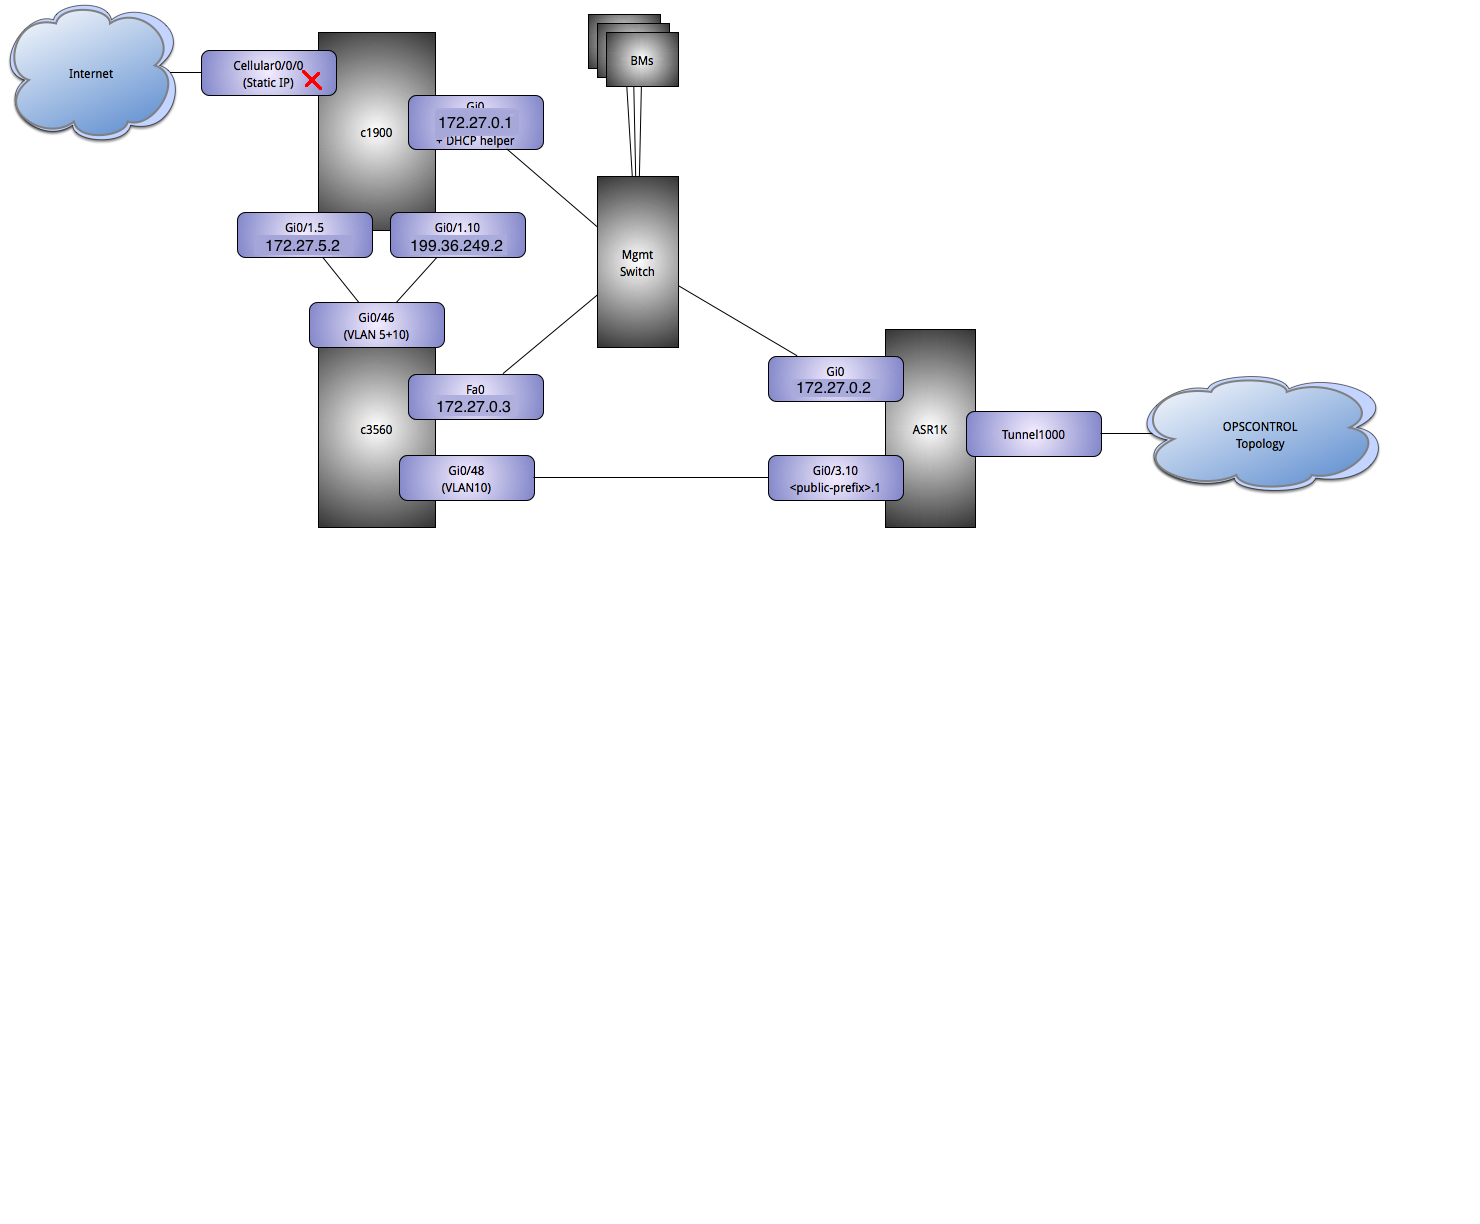 Internet
Cellular0/0/0
(Static IP)
c1900
Gi0
172.27.0.1
+ DHCP helper
BMs
Gi0/1.5
172.27.5.2
Gi0/1.10
199.36.249.2
Mgmt
Switch
Gi0/46
(VLAN 5+10)
Fa0
172.27.0.3
c3560
Gi0/48
(VLAN10)
Gi0
172.27.0.2
ASR1K
Gi0/3.10
<public-prefix>.1
Tunnel1000
OPSCONTROL
Topology